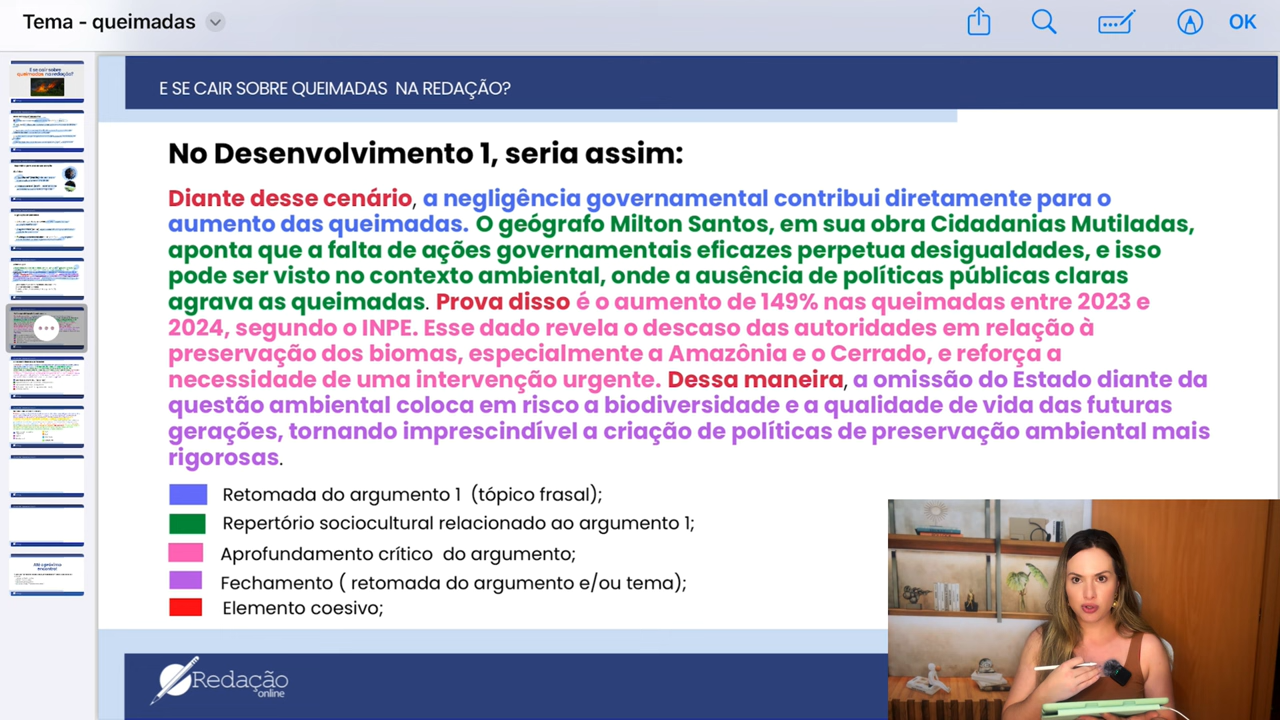 Tema - queimadas
OK
E SE CAIR SOBRE QUEIMADAS NA REDAÇÃO?
No Desenvolvimento 1, seria assim:
Diante desse cenário, a negligência governamental contribui diretamente para o
aumento das queimadas. O geógrafo Milton Santos, em sua obra Cidadanias Mutiladas,
aponta que a falta de ações governamentais eficazes perpetua desigualdades, e isso
pode ser visto no contexto ambiental, onde a ausência de políticas públicas claras
agrava as queimadas. Prova disso é o aumento de 149% nas queimadas entre 2023 e
2024, segundo o INPE. Esse dado revela o descaso das autoridades em relação à
preservação dos biomas, especialmente a Amazônia e o Cerrado, e reforça a
necessidade de uma intervenção urgente. Dessa maneira, a omissão do Estado diante da
questão ambiental coloca em risco a biodiversidade e a qualidade de vida das futuras
gerações, tornando imprescindível a criação de políticas de preservação ambiental mais
rigorosas.
Retomada do argumento 1 (tópico frasal);
Repertório sociocultural relacionado ao argumento 1;
Aprofundamento crítico do argumento;
Fechamento ( retomada do argumento e/ou tema);
Elemento coesivo;
Redação
online